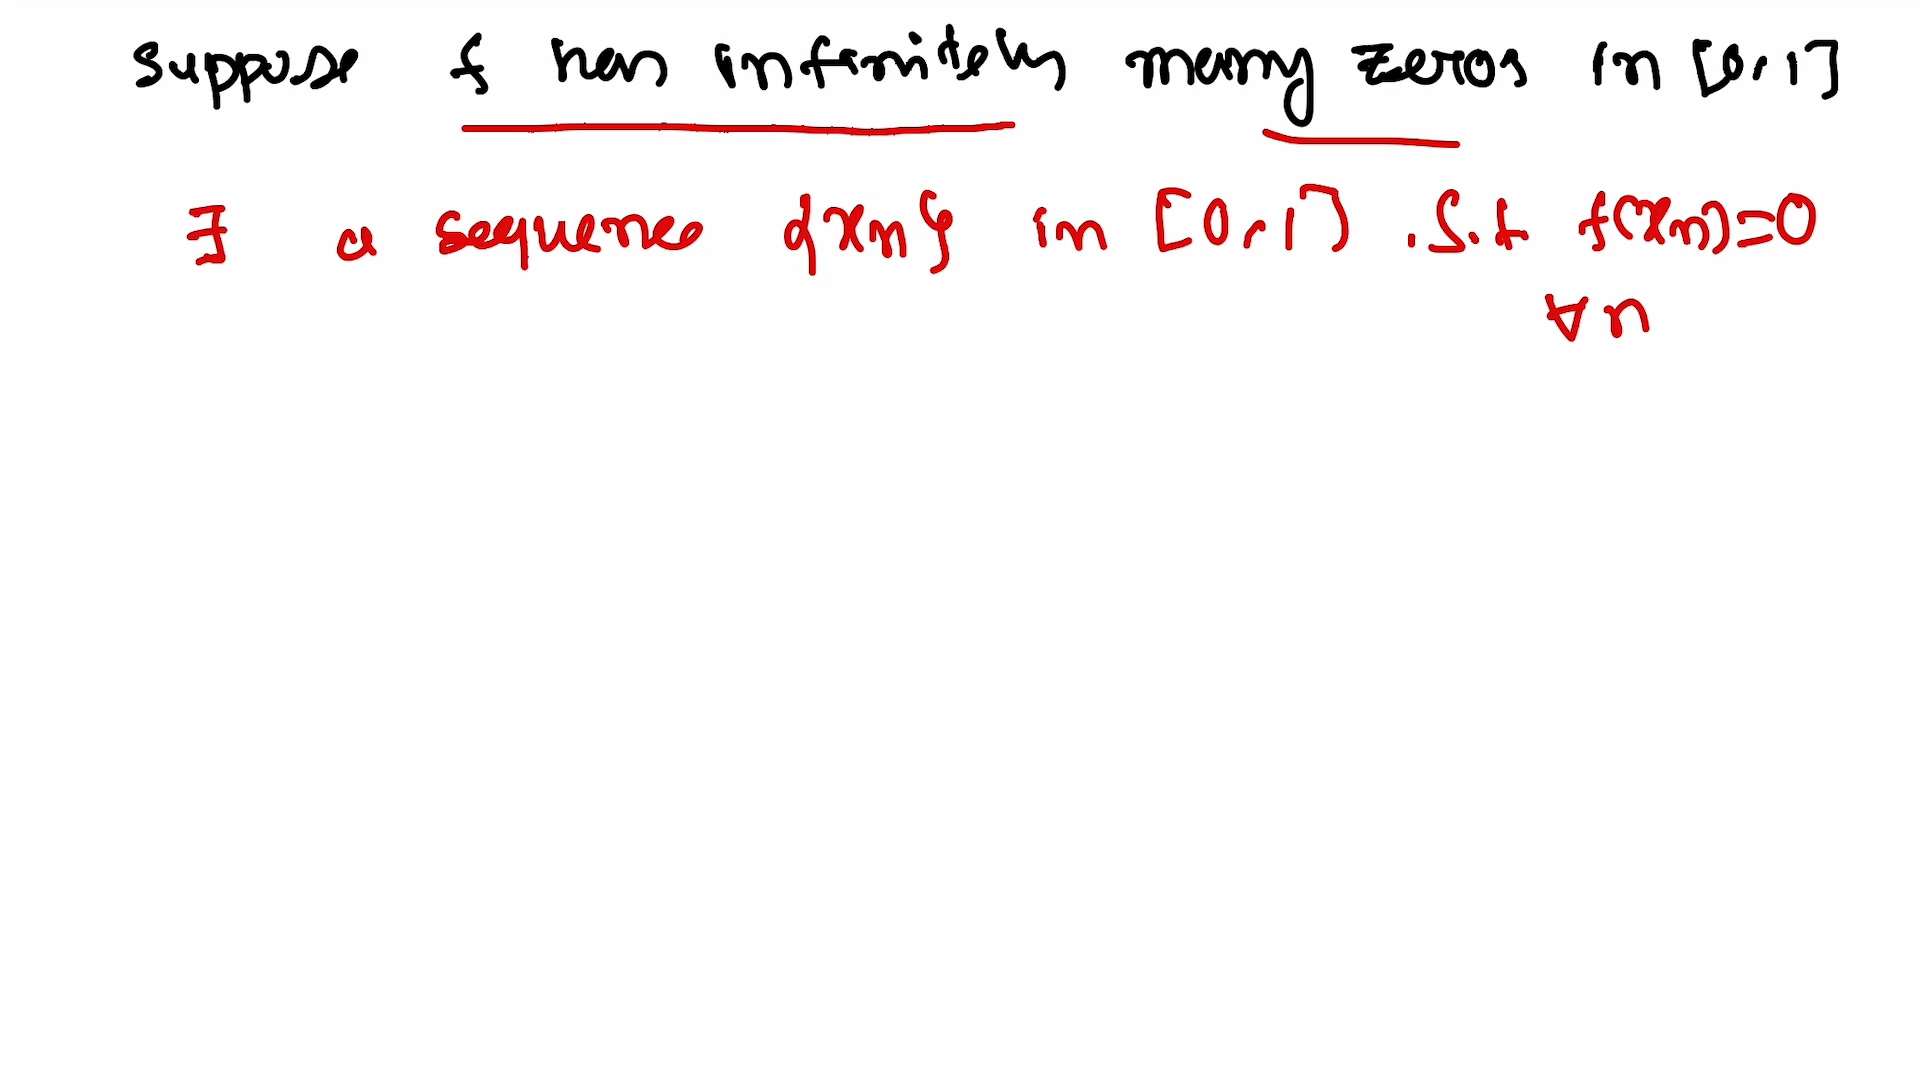 Suppose f has infinitely many zeros in [0,1]
∃ a sequence {xn} in [0,1] .S.t f(xn)=0
∀ n